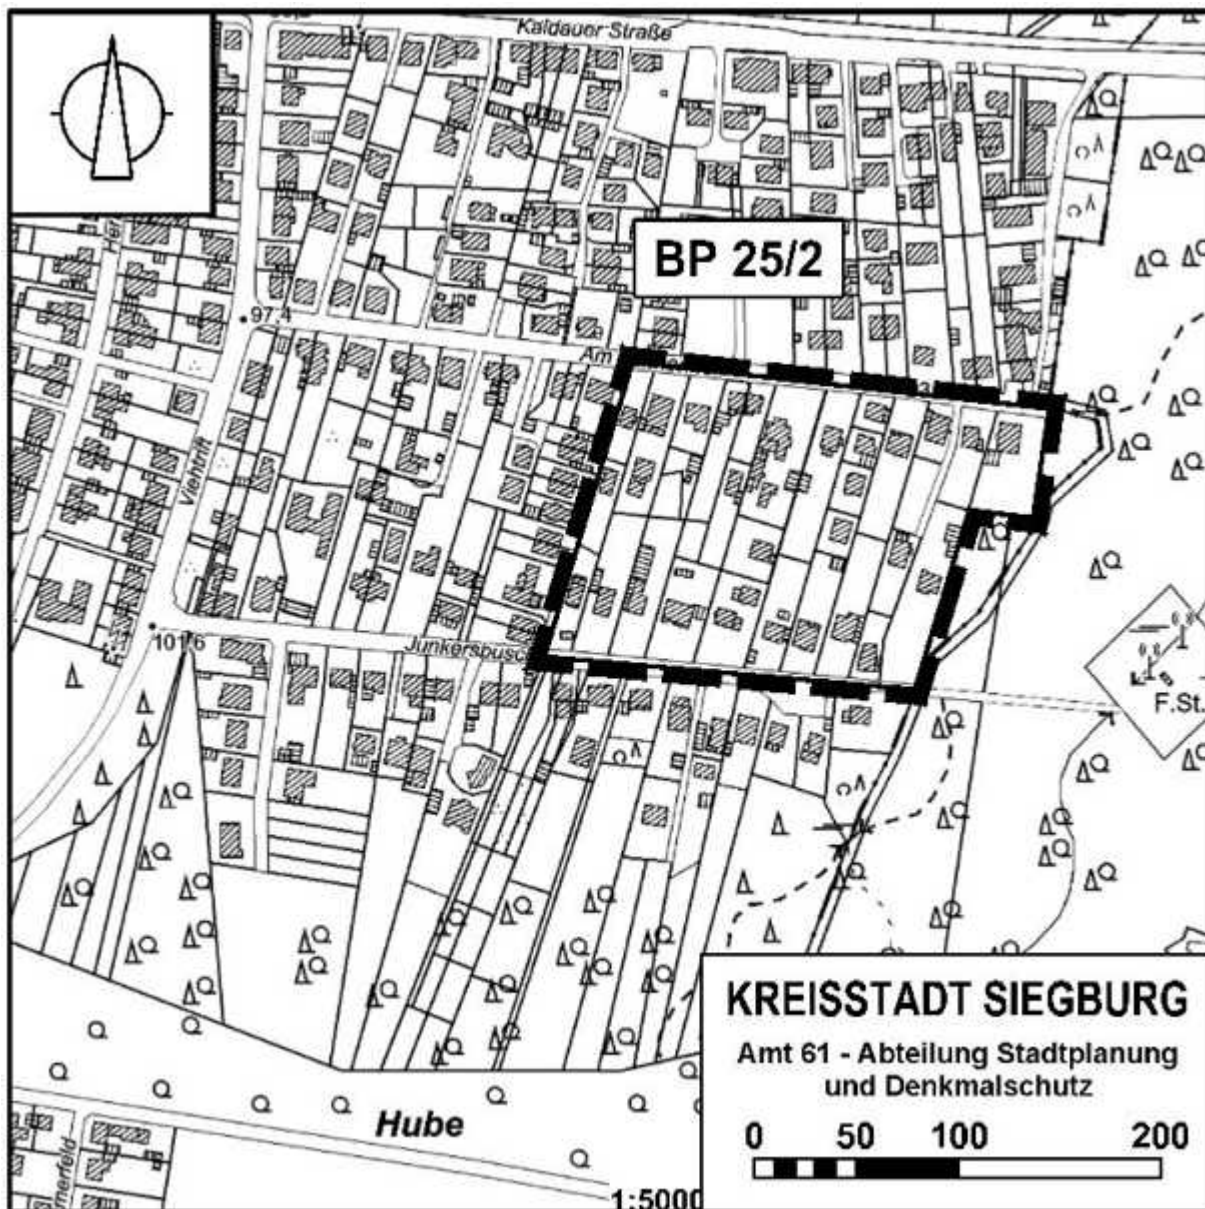 Kaldauer Straße
BP 25/2
97.4
Am
Viehtrift
101.6
Junkersbusch
F.St.
KREISSTADT SIEGBURG
Amt 61 - Abteilung Stadtplanung
und Denkmalschutz
0 50 100 200
Hube
1:5000
merfeld